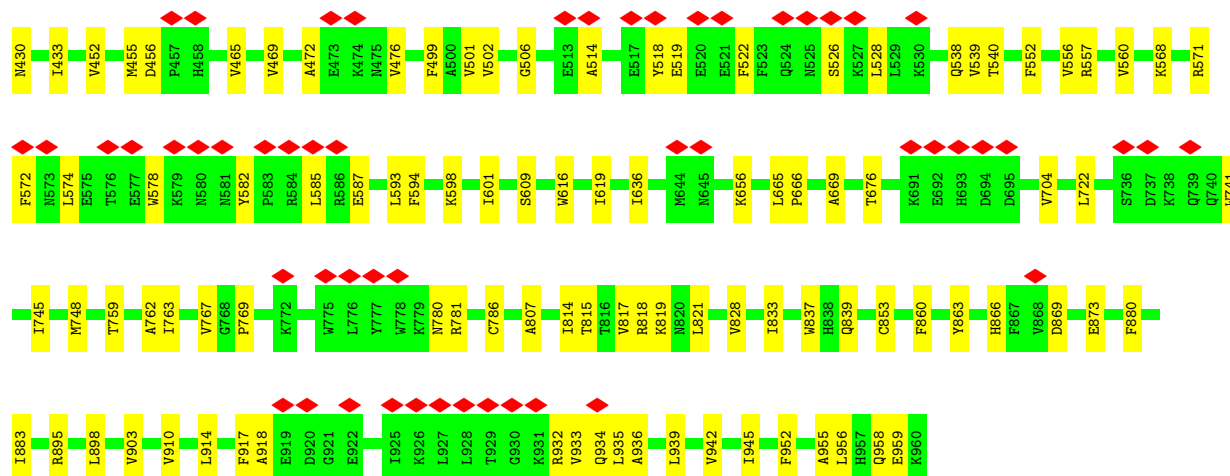 N430 I433 V452 M455 D456 P457 H458 V465 V469 A472 E473 K474 N475 V476 F499 A500 V501 V502 G506 E513 A514 E517 Y518 E519 E520 E521 F522 F523 Q524 N525 S526 K527 L528 L529 K530 Q538 V539 T540 F552 V556 R557 V560 K568 R571
F572 N573 L574 E575 T576 E577 W578 K579 N580 N581 Y582 P583 R584 L585 R586 E587 L593 F594 K598 I601 S609 W616 I619 I636 M644 N645 K656 L665 P666 A669 T676 K691 E692 H693 D694 D695 V704 L722 S736 D737 K738 Q739 Q740
I745 M748 T759 A762 I763 V767 G768 P769 K772 W775 L776 Y777 W778 K779 N780 R781 C786 A807 I814 T815 T816 V817 R818 K819 N820 L821 V828 I833 W837 H838 Q839 C853 F860 Y863 H866 F867 V868 D869 E873 F880
I883 R895 L898 V903 V910 L914 F917 A918 E919 D920 G921 E922 I925 K926 L927 L928 T929 G930 K931 R932 V933 Q934 L935 A936 L939 V942 I945 F952 A955 L956 H957 Q958 E959 K960